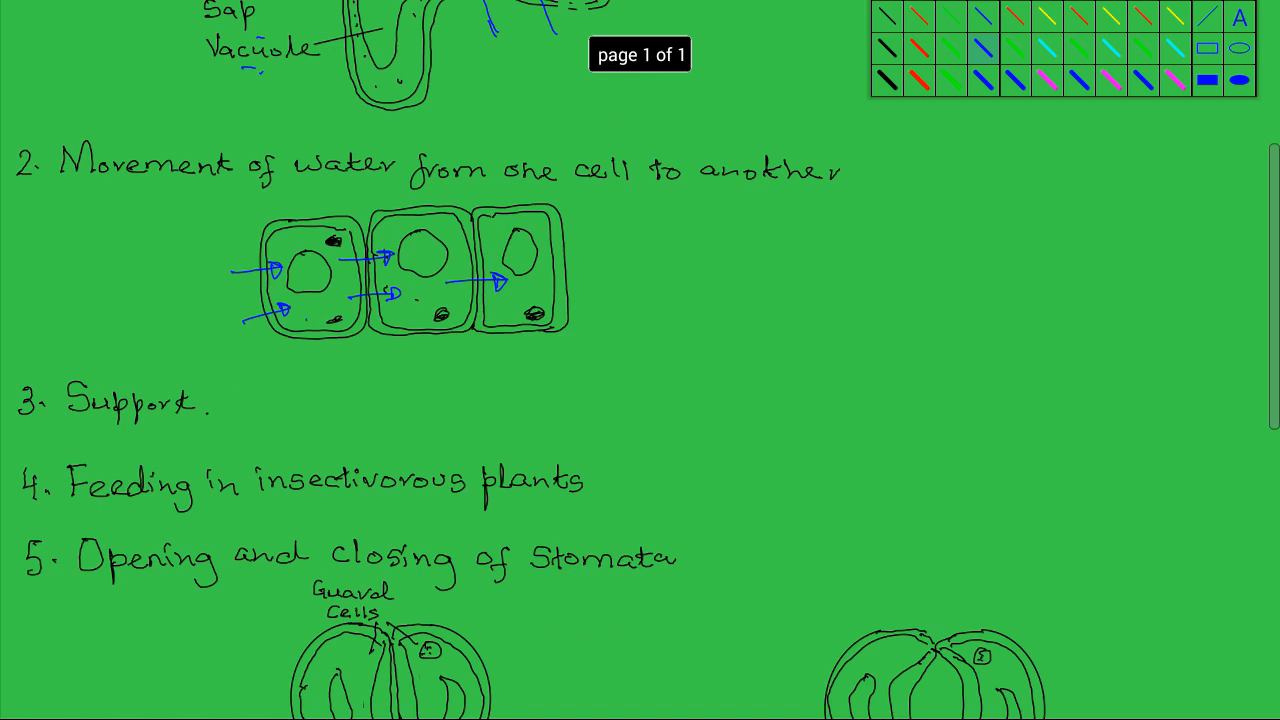 Sap
Vacuole
page 1 of 1
A
2. Movement of water from one cell to another
3. Support.
4. Feeding in insectivorous plants
5. Opening and closing of Stomata
Guard
Cells